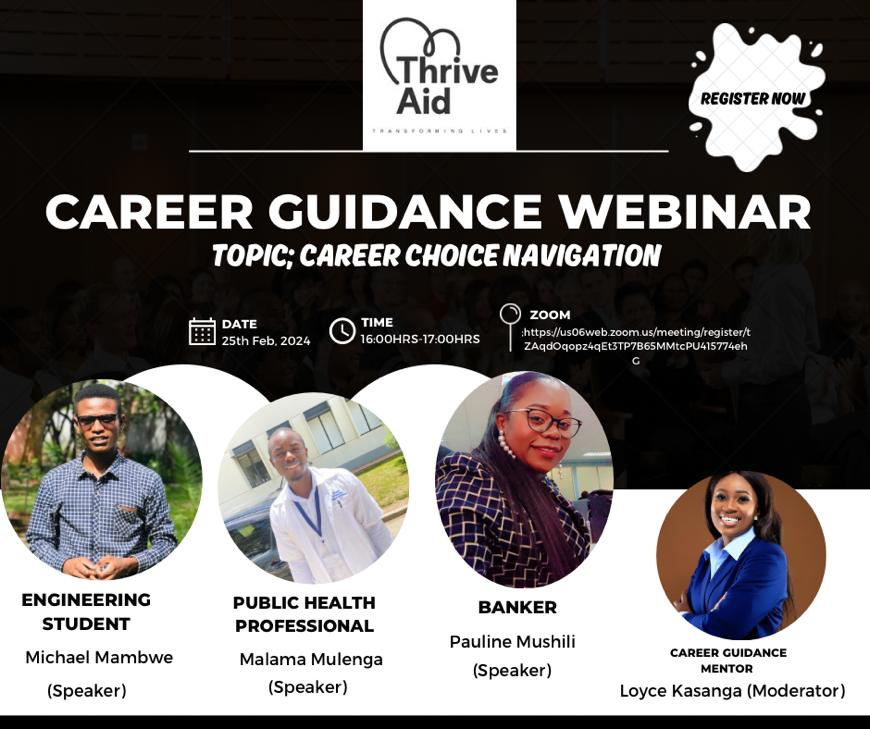 Thrive
Aid
TRANSFORMING LIVES
REGISTER NOW
CAREER GUIDANCE WEBINAR
TOPIC; CAREER CHOICE NAVIGATION
DATE
25th Feb, 2024
TIME
16:00HRS-17:00HRS
ZOOM
;https://us06web.zoom.us/meeting/register/t
ZAqdOqopz4qEt3TP7B65MMtcPU415774eh
G
ENGINEERING
STUDENT
Michael Mambwe
(Speaker)
PUBLIC HEALTH
PROFESSIONAL
Malama Mulenga
(Speaker)
BANKER
Pauline Mushili
(Speaker)
CAREER GUIDANCE
MENTOR
Loyce Kasanga (Moderator)